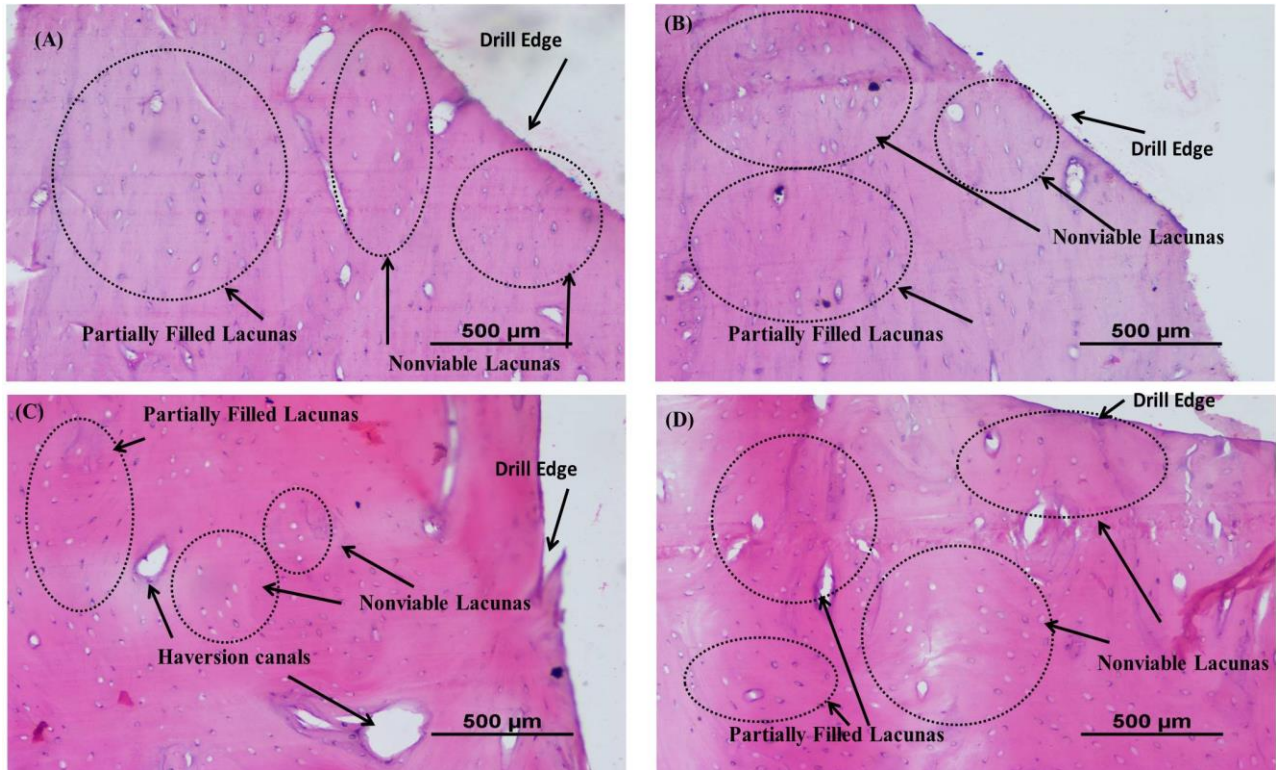 (A)
Drill Edge
Partially Filled Lacunas
500 µm
Nonviable Lacunas
(B)
Drill Edge
Nonviable Lacunas
Partially Filled Lacunas
500 µm
(C)
Partially Filled Lacunas
Drill Edge
Nonviable Lacunas
Haversion canals
500 µm
Drill Edge
(D)
Nonviable Lacunas
Partially Filled Lacunas
500 µm